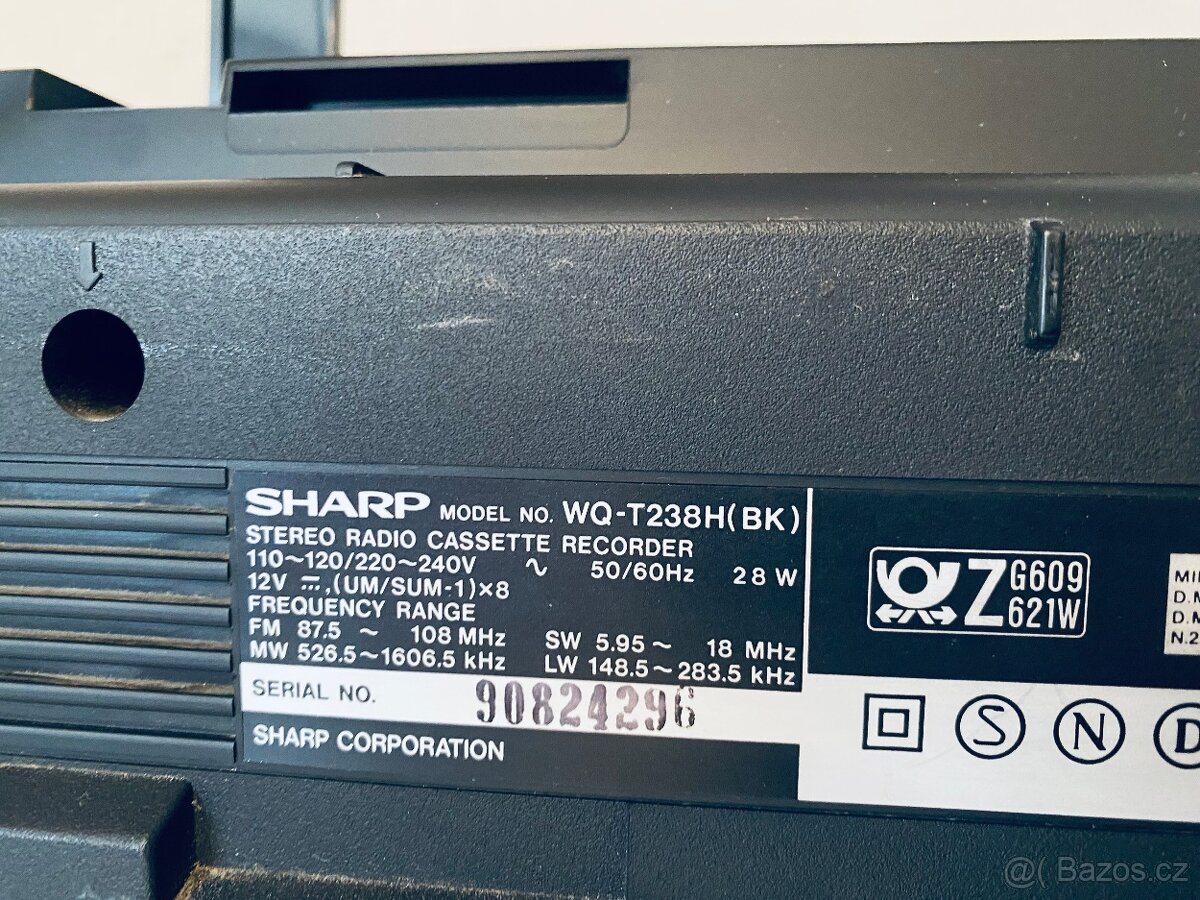 SHARP MODEL NO. WQ-T238H(BK)
STEREO RADIO CASSETTE RECORDER
110~120/220~240V ∿ 50/60Hz 28W
12V ⎓,(UM/SUM-1)×8
FREQUENCY RANGE
FM 87.5 ~ 108 MHz SW 5.95~ 18 MHz
MW 526.5~1606.5 kHz LW 148.5~283.5 kHz
SERIAL NO. 90824296
SHARP CORPORATION
Z G609
621W
D.M
D.M
N.2
S N D
@( Bazos.cz